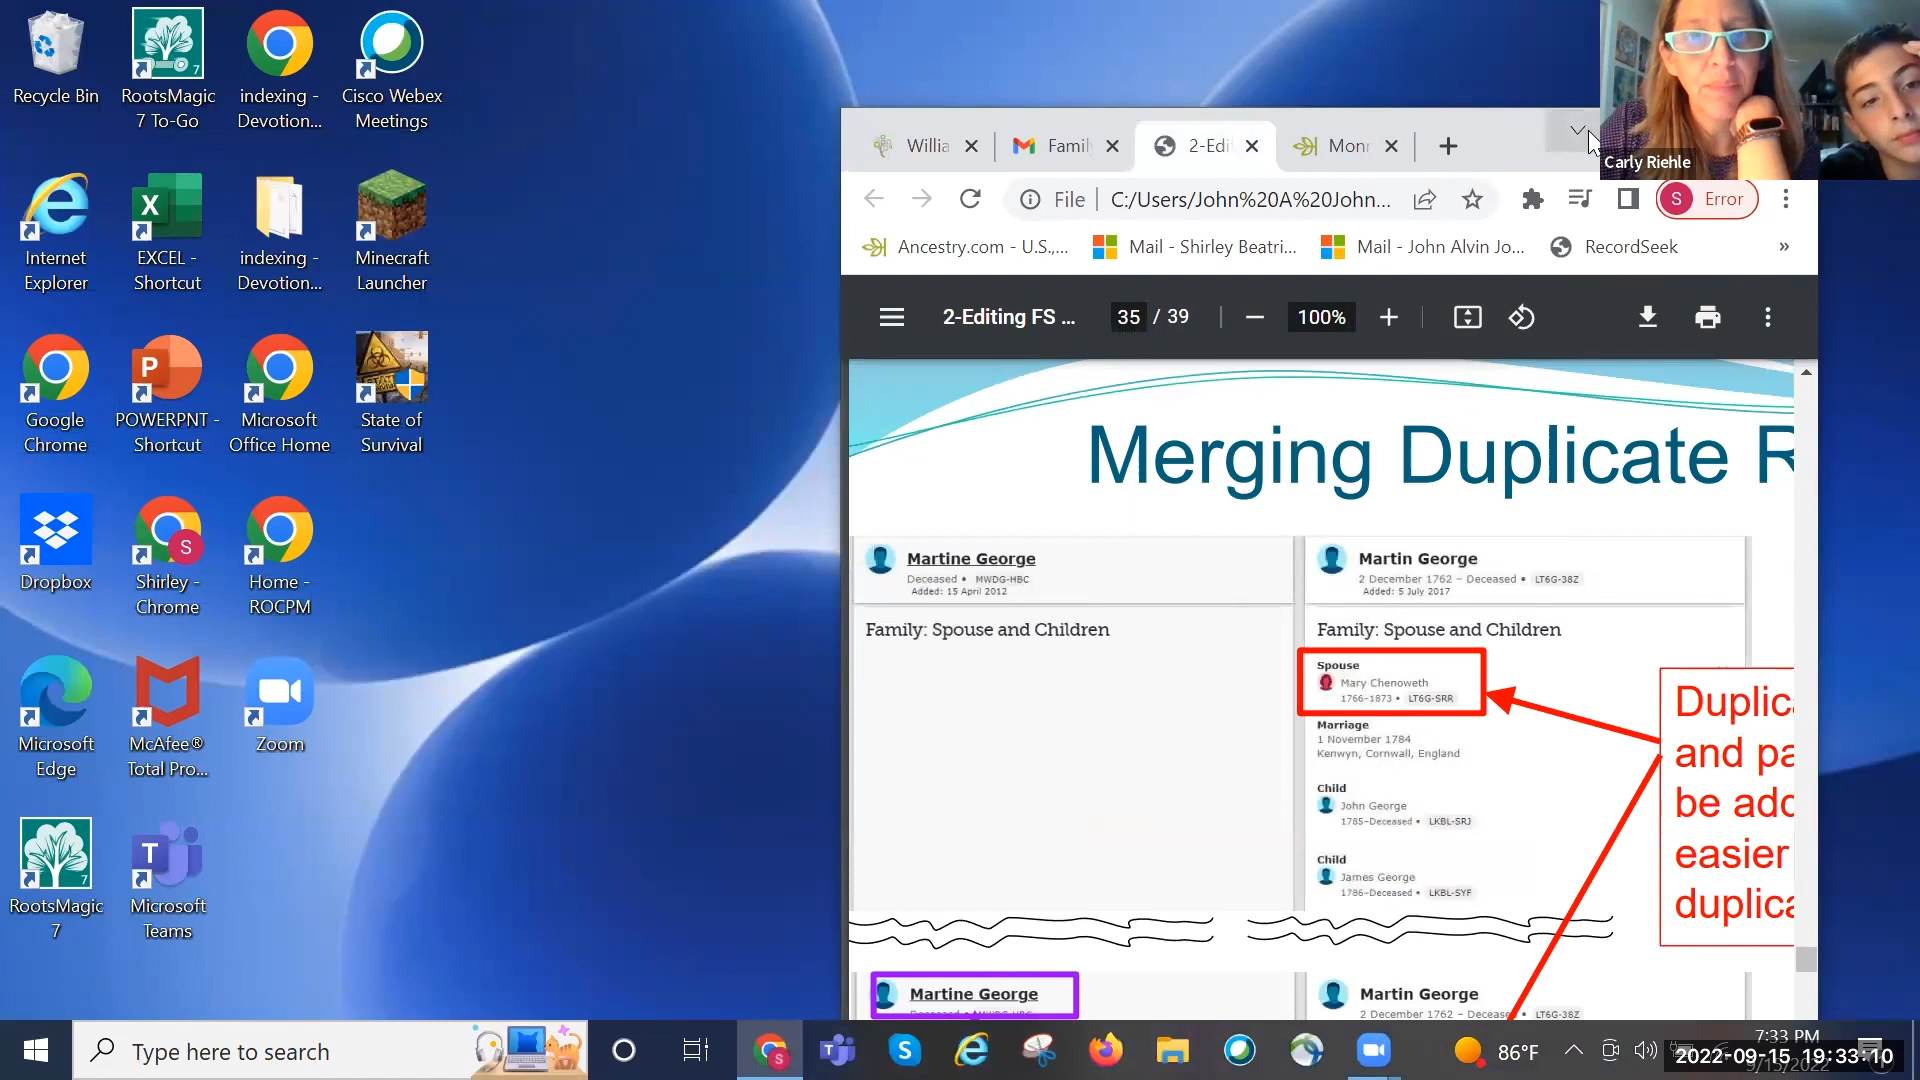 Recycle Bin
RootsMagic
7 To-Go
indexing -
Devotion...
Cisco Webex
Meetings
Internet
Explorer
EXCEL -
Shortcut
indexing -
Devotion...
Minecraft
Launcher
Google
Chrome
POWERPNT -
Shortcut
Microsoft
Office Home
State of
Survival
Dropbox
Shirley -
Chrome
Home -
ROCPM
Microsoft
Edge
McAfee®
Total Pro...
Zoom
RootsMagic
7
Microsoft
Teams
Carly Riehle
Willia
Family
2-Edi
Monr
File C:/Users/John%20A%20John...
S Error
Ancestry.com - U.S.,...
Mail - Shirley Beatri...
Mail - John Alvin Jo...
RecordSeek
»
2-Editing FS ...
35 / 39
100%
Merging Duplicate R
Martine George
Deceased • MWDG-HBC
Added: 15 April 2012
Family: Spouse and Children
Martin George
2 December 1762 – Deceased • LT6G-38Z
Added: 5 July 2017
Family: Spouse and Children
Spouse
Mary Chenoweth
1766–1873 • LT6G-SRR
Marriage
1 November 1784
Kenwyn, Cornwall, England
Child
John George
1785–Deceased • LKBL-SRJ
Child
James George
1786–Deceased • LKBL-SYF
Duplica
and pa
be add
easier
duplica
Martine George
Martin George
2 December 1762 – Deceased • LT6G-38Z
Type here to search
86°F
7:33 PM
9/15/2022
2022-09-15 19:33:10